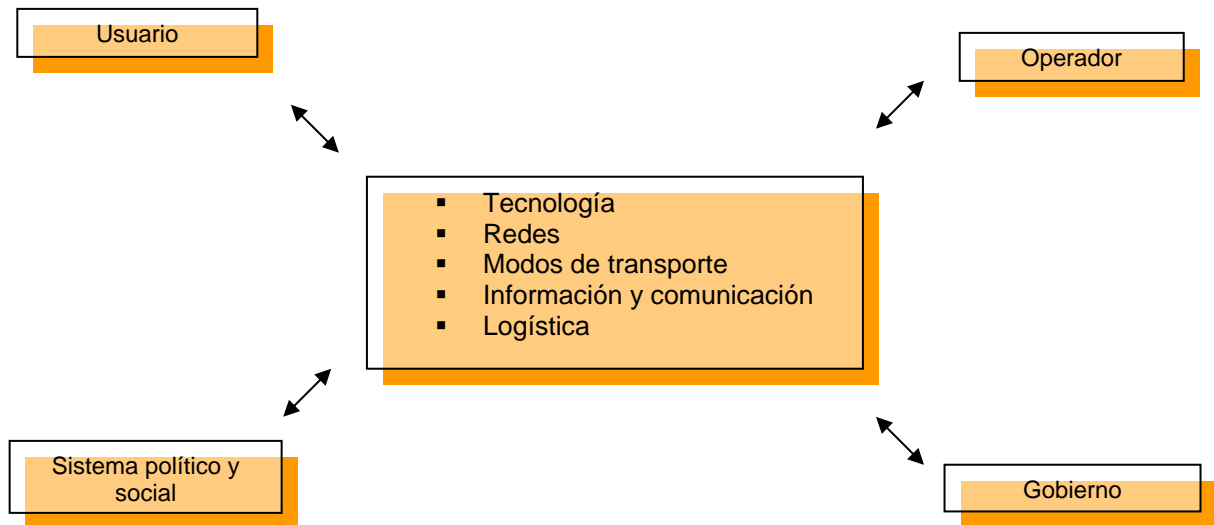 Usuario
Operador
▪ Tecnología
▪ Redes
▪ Modos de transporte
▪ Información y comunicación
▪ Logística
Sistema político y
social
Gobierno